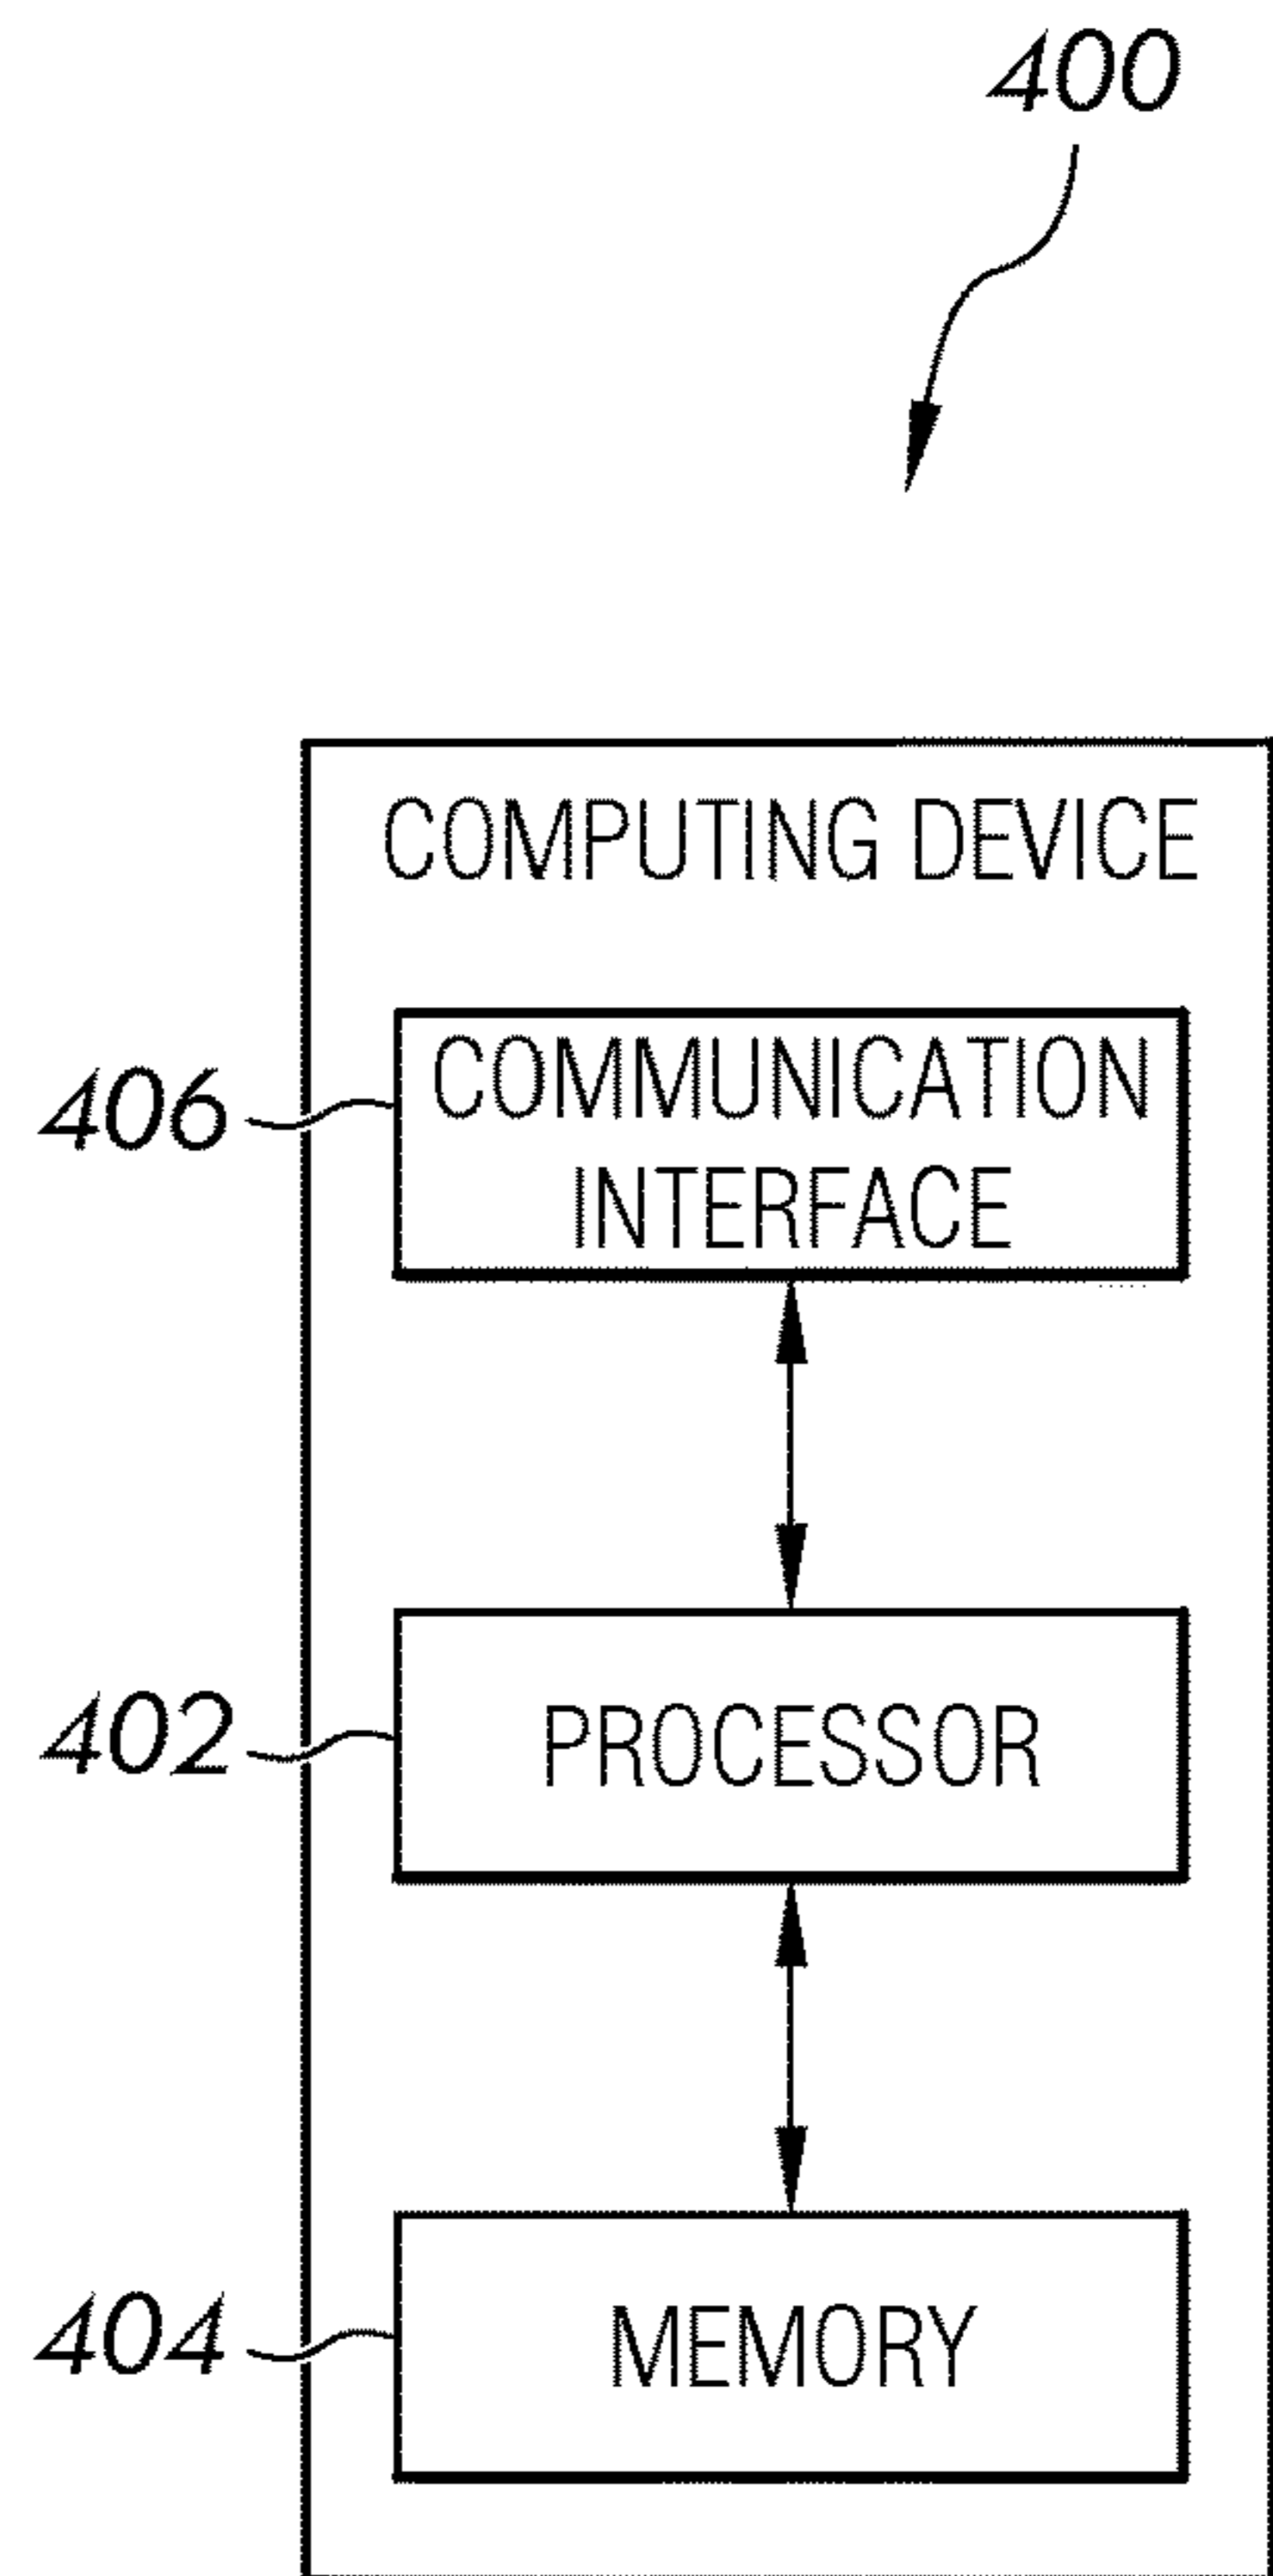 400
COMPUTING DEVICE
406
COMMUNICATION
INTERFACE
402
PROCESSOR
404
MEMORY